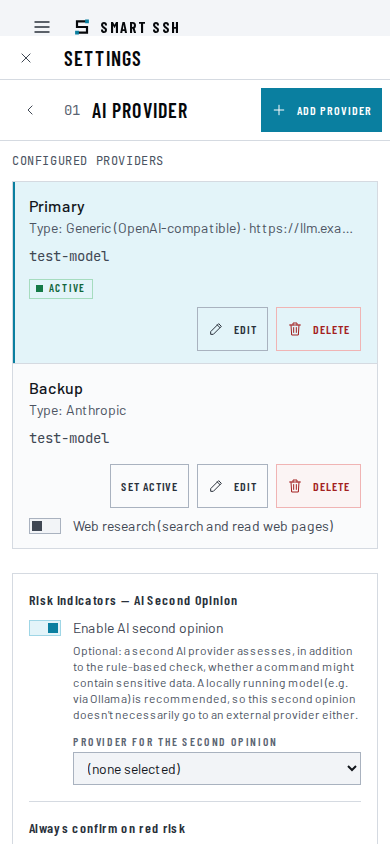 SMART SSH
SETTINGS
01 AI PROVIDER
ADD PROVIDER
CONFIGURED PROVIDERS
Primary
Type: Generic (OpenAI-compatible) · https://llm.exa...
test-model
ACTIVE
EDIT
DELETE
Backup
Type: Anthropic
test-model
SET ACTIVE
EDIT
DELETE
Web research (search and read web pages)
Risk Indicators — AI Second Opinion
Enable AI second opinion
Optional: a second AI provider assesses, in addition
to the rule-based check, whether a command might
contain sensitive data. A locally running model (e.g.
via Ollama) is recommended, so this second opinion
doesn't necessarily go to an external provider either.
PROVIDER FOR THE SECOND OPINION
(none selected)
Always confirm on red risk